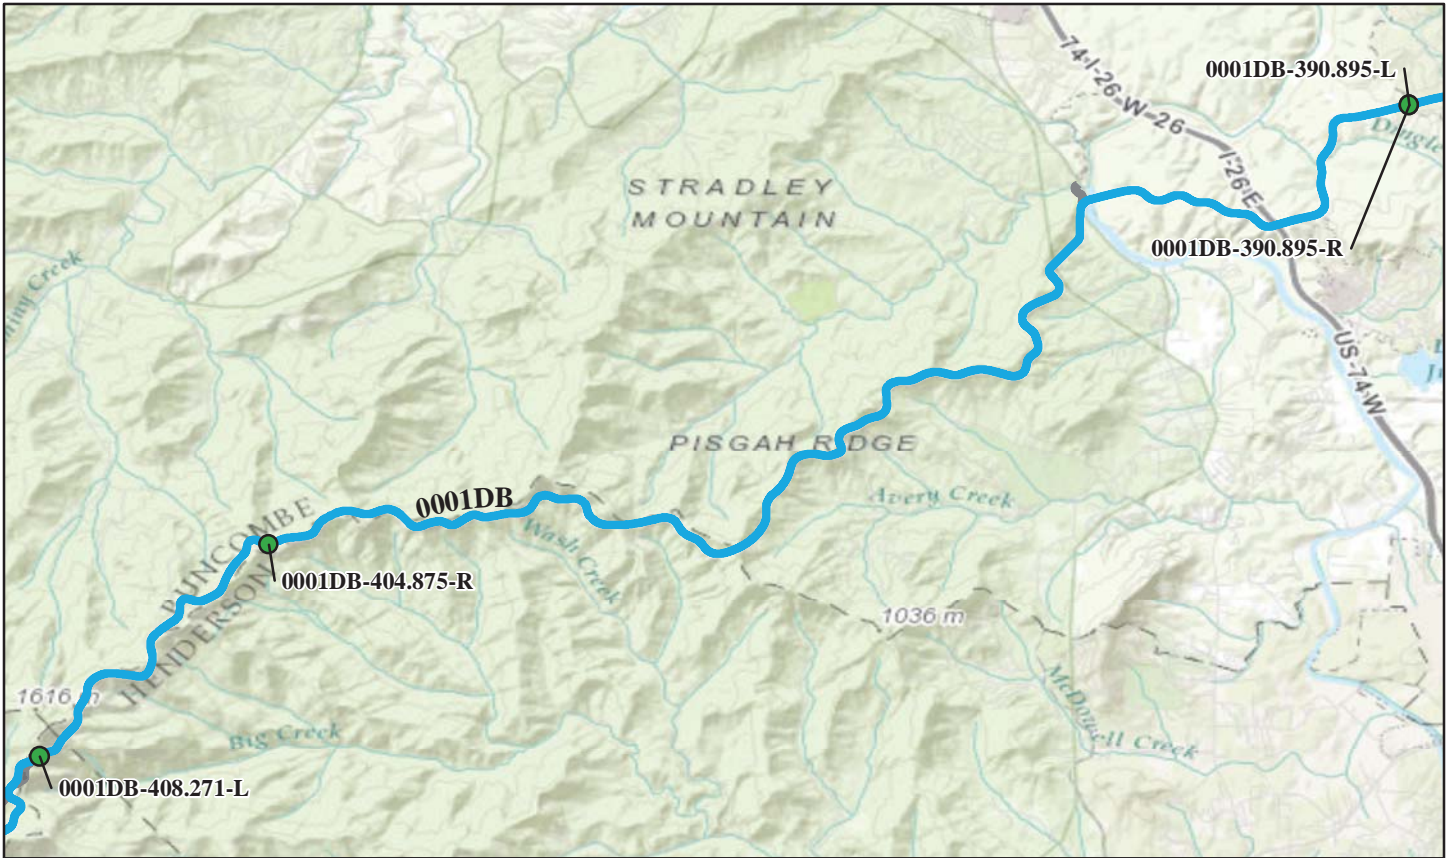 74 I-26 W-26
0001DB-390.895-L
I-26 E
STRADLEY
MOUNTAIN
0001DB-390.895-R
US-74 W
PISGAH RIDGE
Avery Creek
0001DB
Wash Creek
BUNCOMBE
HENDERSON
0001DB-404.875-R
1036 m
1616 m
Big Creek
McDowell Creek
0001DB-408.271-L